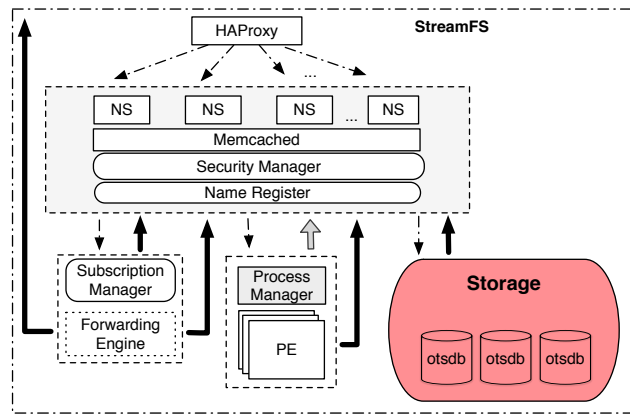 HAProxy
StreamFS
...
NS NS NS ... NS
Memcached
Security Manager
Name Register
Subscription
Manager
Forwarding
Engine
Process
Manager
PE
Storage
otsdb otsdb otsdb